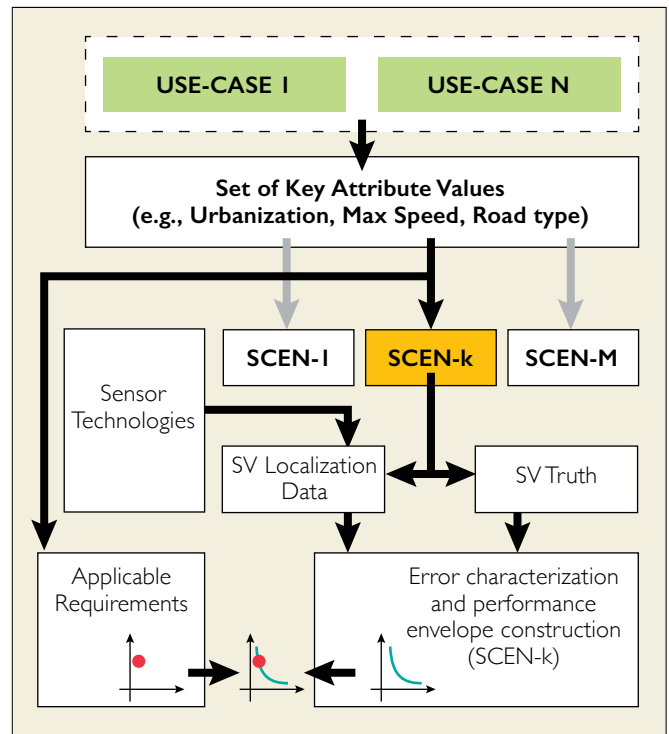 USE-CASE 1
USE-CASE N
Set of Key Attribute Values
(e.g., Urbanization, Max Speed, Road type)
SCEN-1
SCEN-k
SCEN-M
Sensor
Technologies
SV Localization
Data
SV Truth
Applicable
Requirements
Error characterization
and performance
envelope construction
(SCEN-k)